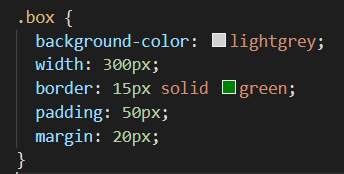 .box {
  background-color: lightgrey;
  width: 300px;
  border: 15px solid green;
  padding: 50px;
  margin: 20px;
}